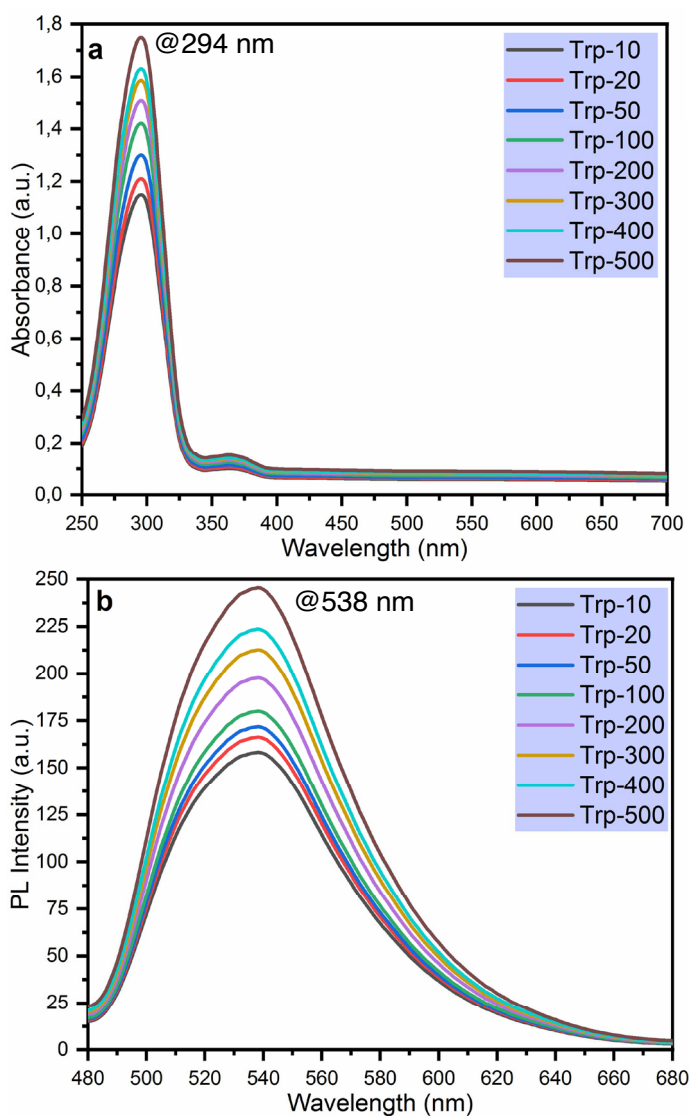 a
@294 nm
Trp-10
Trp-20
Trp-50
Trp-100
Trp-200
Trp-300
Trp-400
Trp-500
1,8
1,6
1,4
1,2
1,0
0,8
0,6
0,4
0,2
0,0
Absorbance (a.u.)
250 300 350 400 450 500 550 600 650 700
Wavelength (nm)
b
@538 nm
Trp-10
Trp-20
Trp-50
Trp-100
Trp-200
Trp-300
Trp-400
Trp-500
250
225
200
175
150
125
100
75
50
25
0
PL Intensity (a.u.)
480 500 520 540 560 580 600 620 640 660 680
Wavelength (nm)